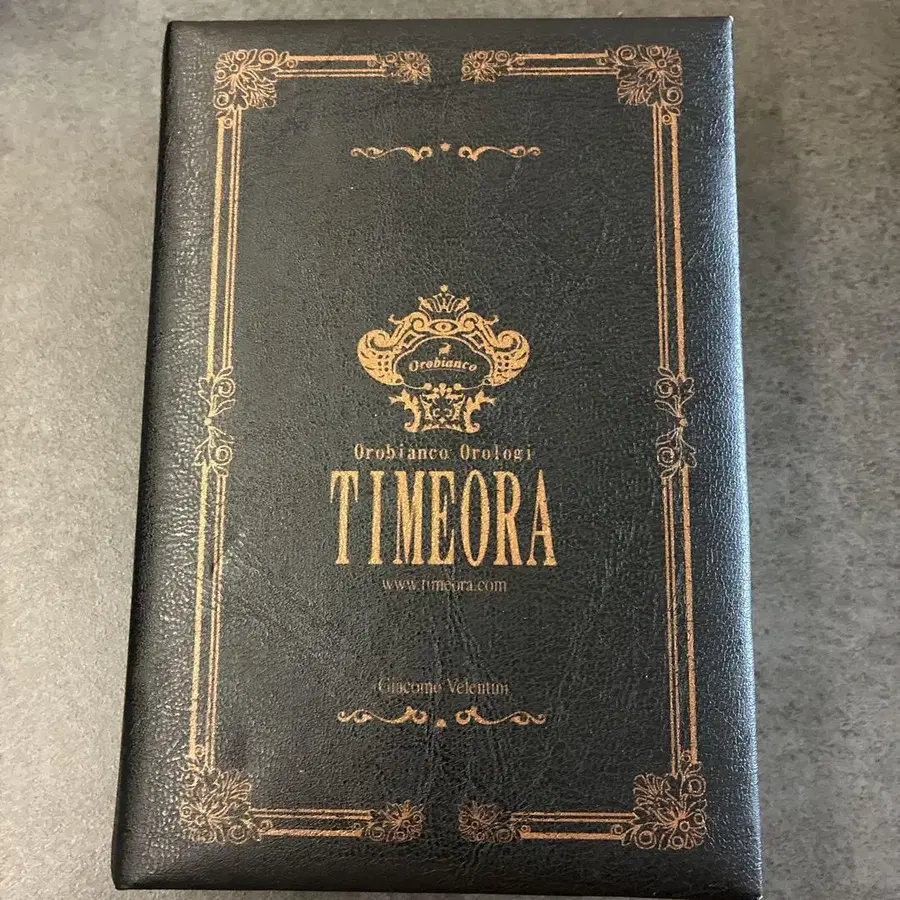 Orobianco
Orobianco Orologi
TIMEORA
www.timeora.com
Giacomo Velentini